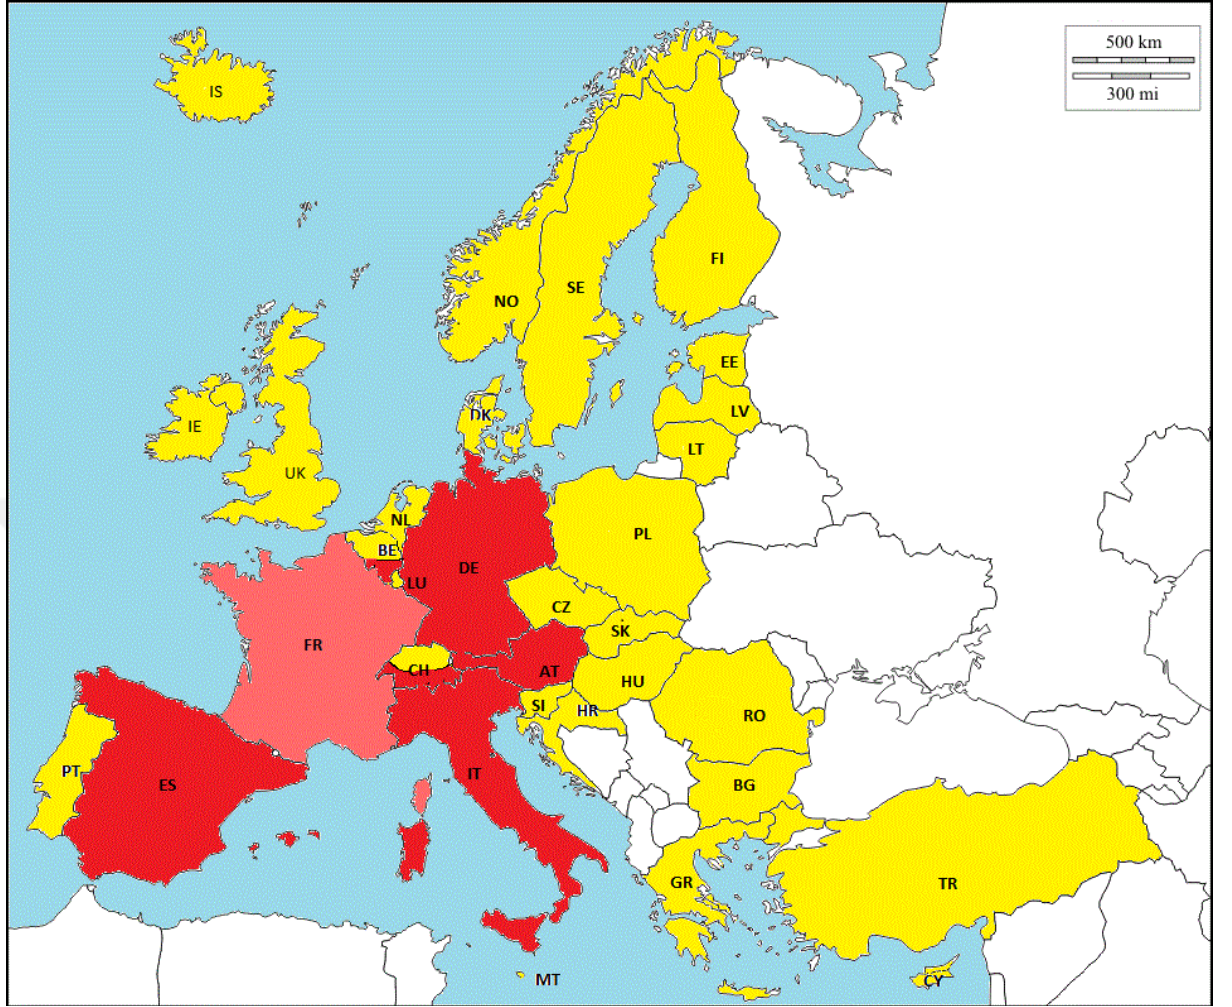 500 km
300 mi
IS
FI
NO
SE
EE
LV
DK
LT
IE
UK
NL
PL
BE
DE
LU
CZ
SK
FR
CH
AT
HU
SI
HR
RO
PT
ES
IT
BG
GR
TR
MT
CY